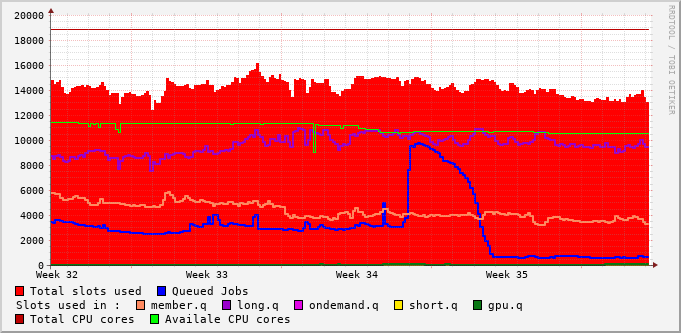 20000
18000
16000
14000
12000
10000
8000
6000
4000
2000
0
Week 32 Week 33 Week 34 Week 35
RRDTOOL / TOBI OETIKER
Total slots used Queued Jobs
Slots used in : member.q long.q ondemand.q short.q gpu.q
Total CPU cores Availale CPU cores